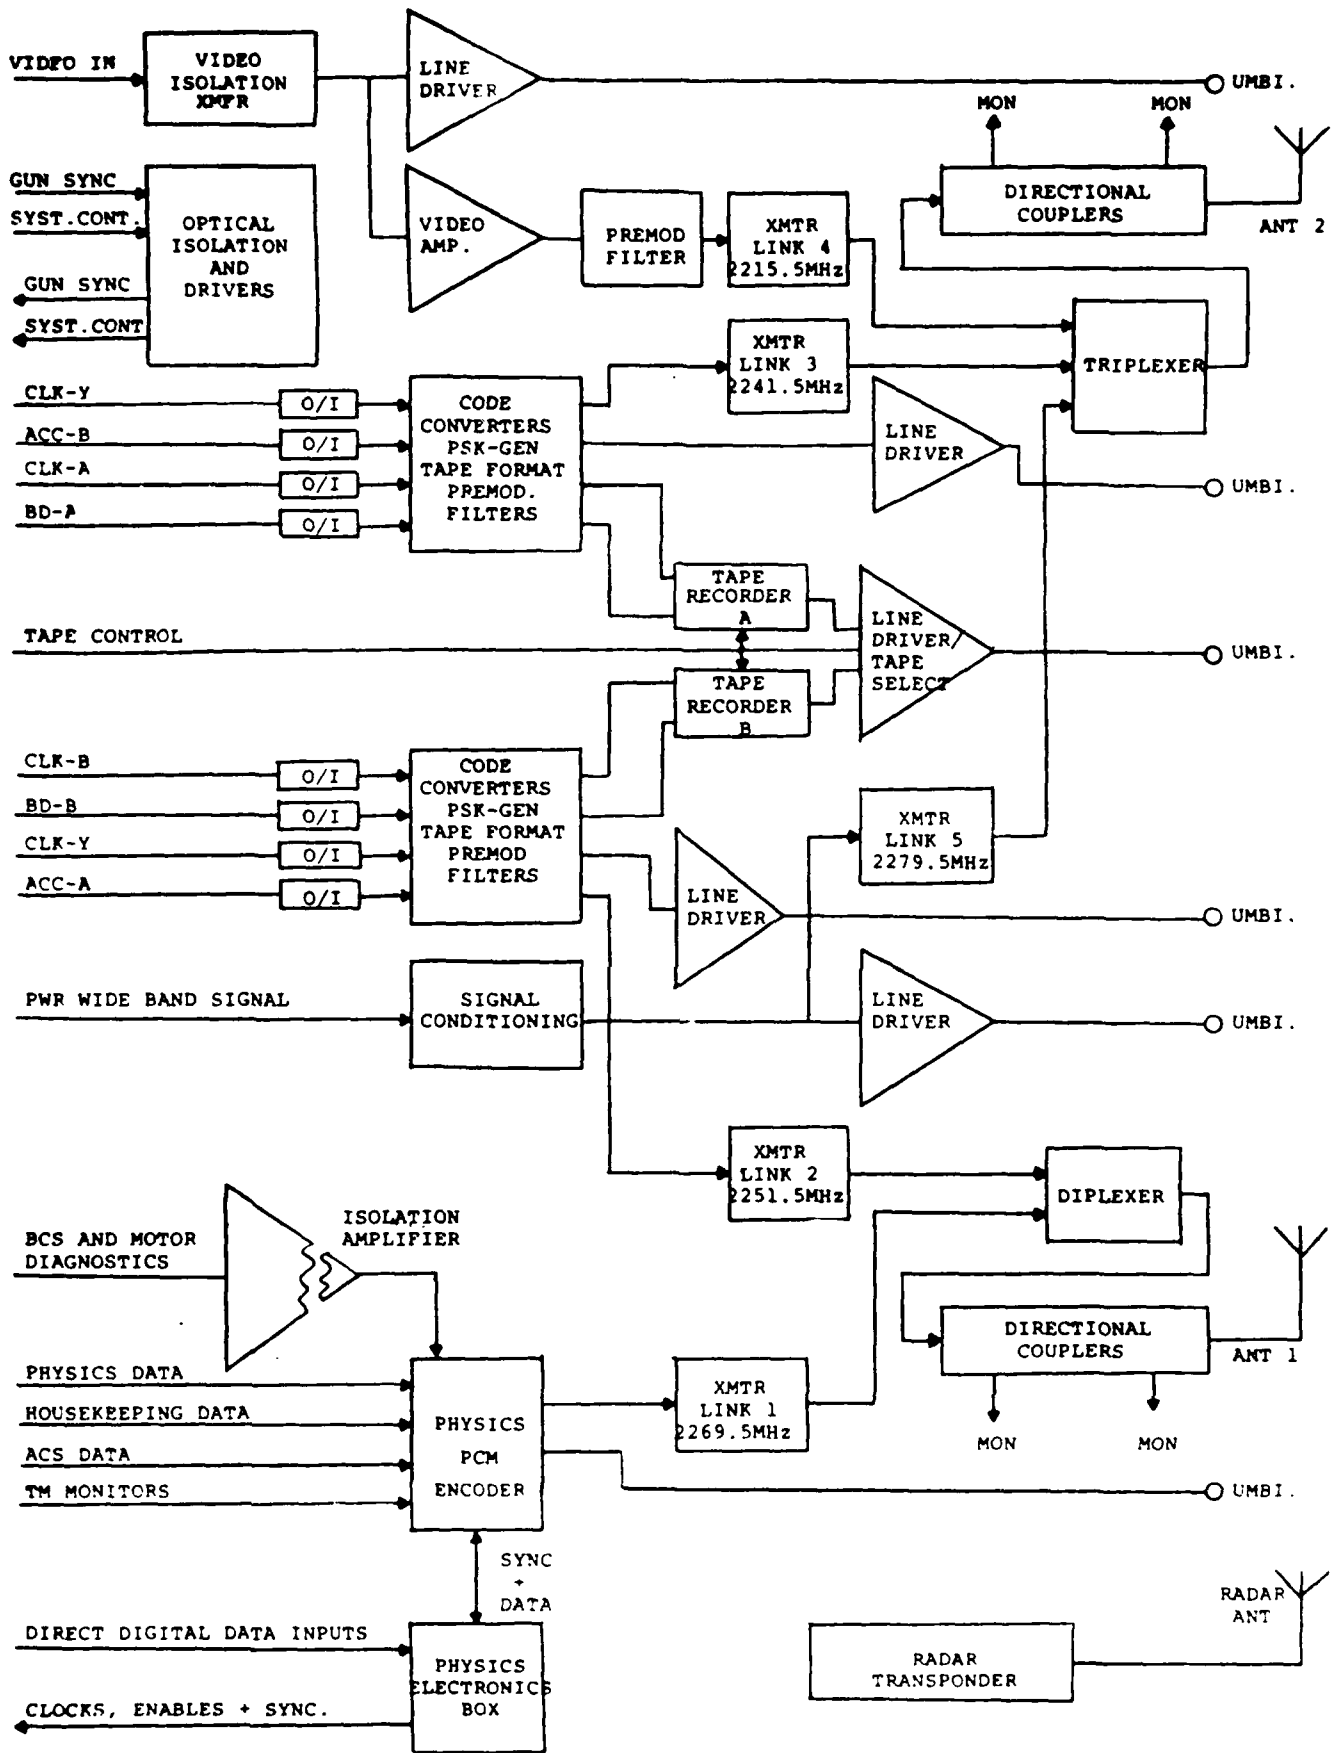 VIDEO IN
VIDEO
ISOLATION
XMFR
LINE
DRIVER
UMBI.
MON
MON
GUN SYNC
SYST.CONT.
GUN SYNC
SYST.CONT
OPTICAL
ISOLATION
AND
DRIVERS
VIDEO
AMP.
PREMOD
FILTER
XMTR
LINK 4
2215.5MHz
DIRECTIONAL
COUPLERS
ANT 2
XMTR
LINK 3
2241.5MHz
TRIPLEXER
CLK-Y
ACC-B
CLK-A
BD-A
O/I
O/I
O/I
O/I
CODE
CONVERTERS
PSK-GEN
TAPE FORMAT
PREMOD.
FILTERS
LINE
DRIVER
UMBI.
TAPE
RECORDER
A
TAPE CONTROL
LINE
DRIVER/
TAPE
SELECT
UMBI.
TAPE
RECORDER
B
CLK-B
BD-B
CLK-Y
ACC-A
O/I
O/I
O/I
O/I
CODE
CONVERTERS
PSK-GEN
TAPE FORMAT
PREMOD
FILTERS
XMTR
LINK 5
2279.5MHz
LINE
DRIVER
UMBI.
PWR WIDE BAND SIGNAL
SIGNAL
CONDITIONING
LINE
DRIVER
UMBI.
XMTR
LINK 2
2251.5MHz
DIPLEXER
BCS AND MOTOR
DIAGNOSTICS
ISOLATION
AMPLIFIER
DIRECTIONAL
COUPLERS
ANT 1
MON
MON
PHYSICS DATA
HOUSEKEEPING DATA
ACS DATA
TM MONITORS
PHYSICS
PCM
ENCODER
XMTR
LINK 1
2269.5MHz
UMBI.
SYNC
+
DATA
DIRECT DIGITAL DATA INPUTS
CLOCKS, ENABLES + SYNC.
PHYSICS
ELECTRONICS
BOX
RADAR
TRANSPONDER
RADAR
ANT